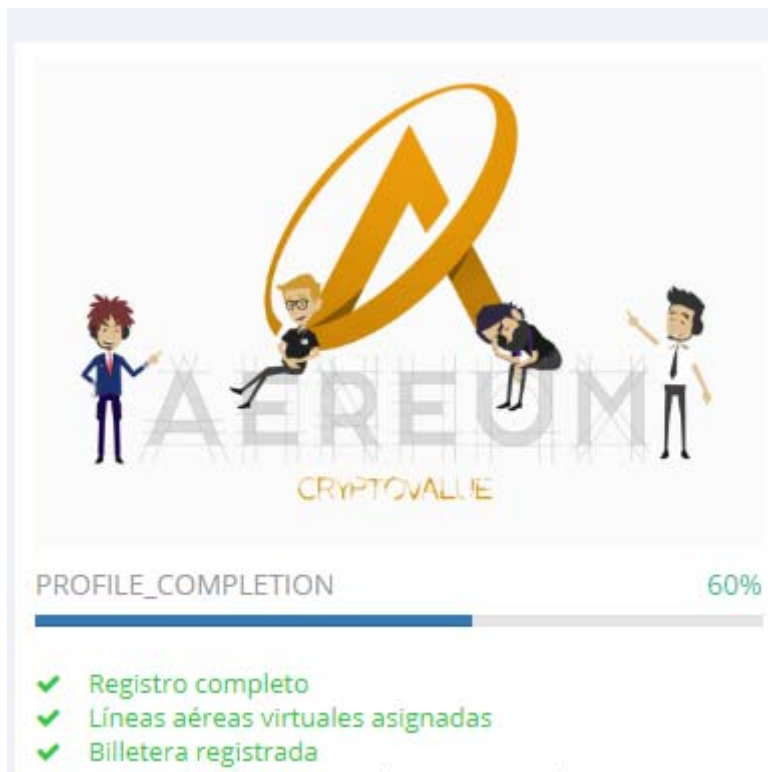 AEREUM
CRYPTOVALUE
PROFILE_COMPLETION 60%
Registro completo
Líneas aéreas virtuales asignadas
Billetera registrada